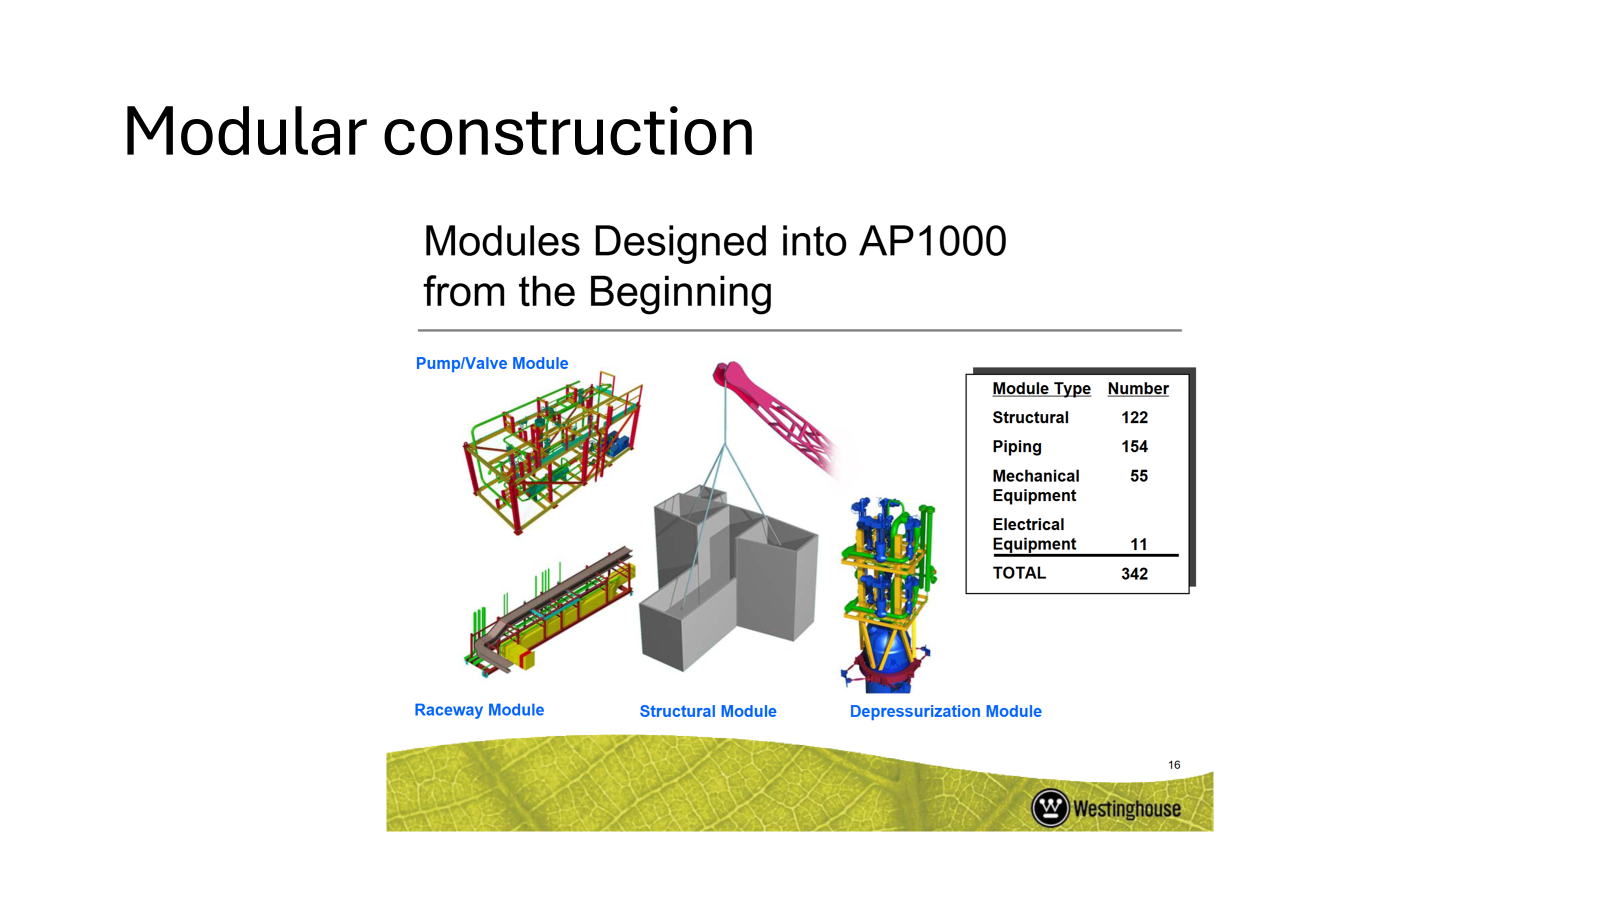 Modular construction
Modules Designed into AP1000
from the Beginning
Pump/Valve Module
Module Type Number
Structural 122
Piping 154
Mechanical 55
Equipment
Electrical
Equipment 11
TOTAL 342
Raceway Module
Structural Module
Depressurization Module
16
W Westinghouse